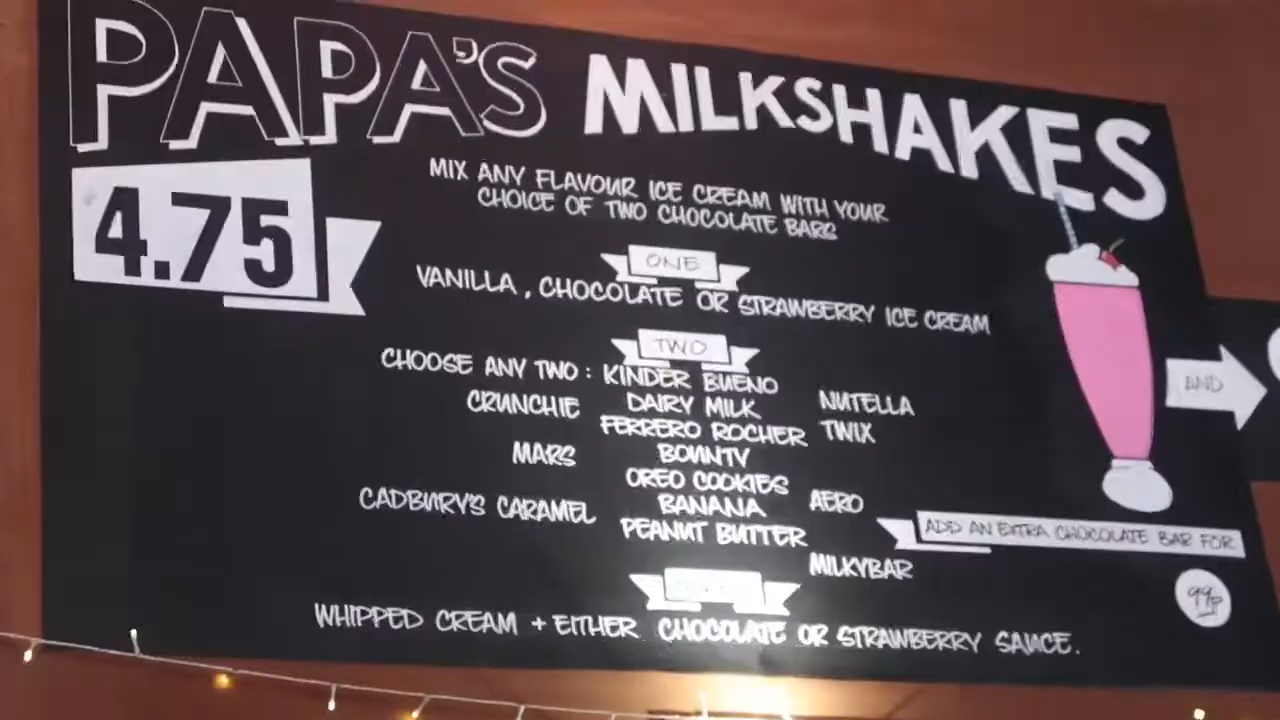 PAPA'S MILKSHAKES
4.75
MIX ANY FLAVOUR ICE CREAM WITH YOUR
CHOICE OF TWO CHOCOLATE BARS
ONE
VANILLA, CHOCOLATE OR STRAWBERRY ICE CREAM
TWO
CHOOSE ANY TWO: KINDER BUENO
CRUNCHIE DAIRY MILK NUTELLA
FERRERO ROCHER TWIX
MARS BOUNTY
OREO COOKIES
CADBURY'S CARAMEL BANANA AERO
PEANUT BUTTER
MILKYBAR
WHIPPED CREAM + EITHER CHOCOLATE OR STRAWBERRY SAUCE.
AND
ADD AN EXTRA CHOCOLATE BAR FOR
99p